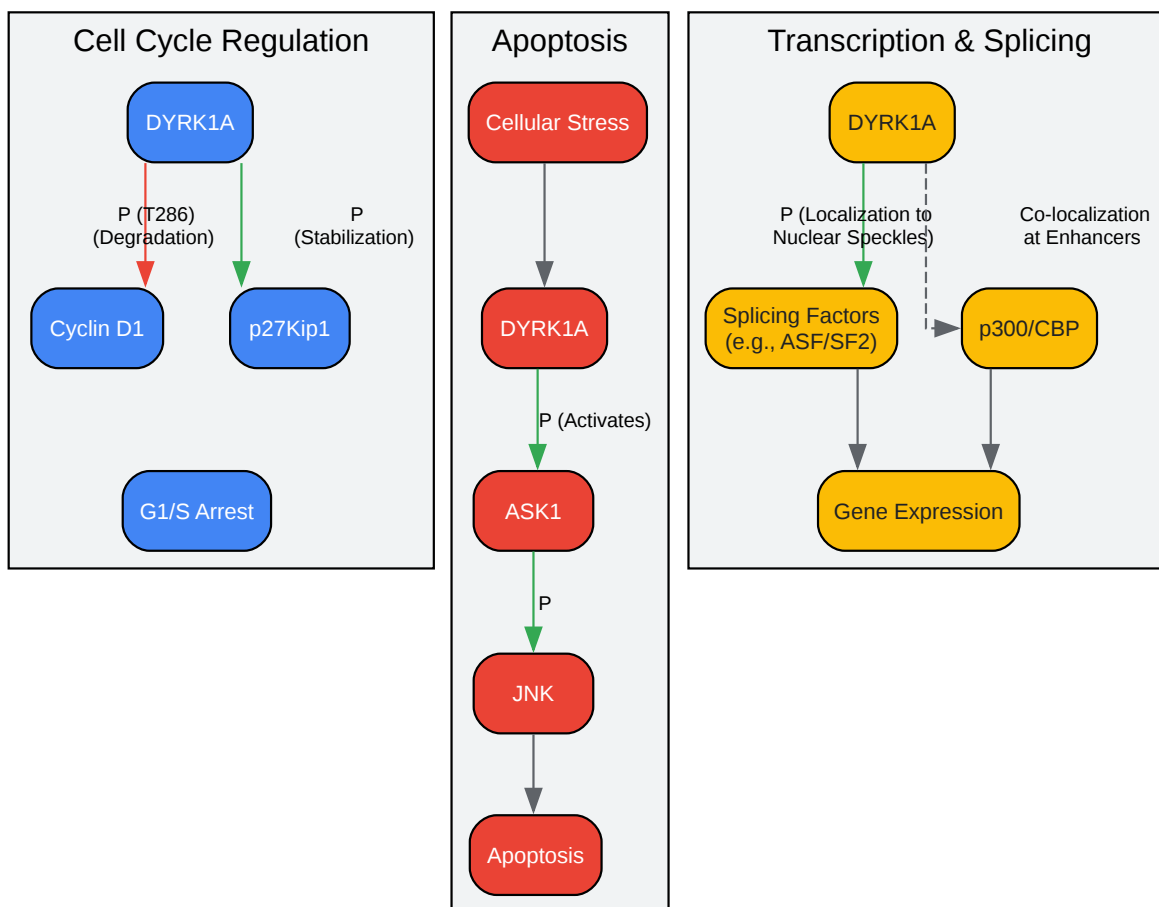 Cell Cycle Regulation
DYRK1A
P (T286)
(Degradation)
P
(Stabilization)
Cyclin D1
p27Kip1
G1/S Arrest
Apoptosis
Cellular Stress
DYRK1A
P (Activates)
ASK1
P
JNK
Apoptosis
Transcription & Splicing
DYRK1A
P (Localization to
Nuclear Speckles)
Co-localization
at Enhancers
Splicing Factors
(e.g., ASF/SF2)
p300/CBP
Gene Expression